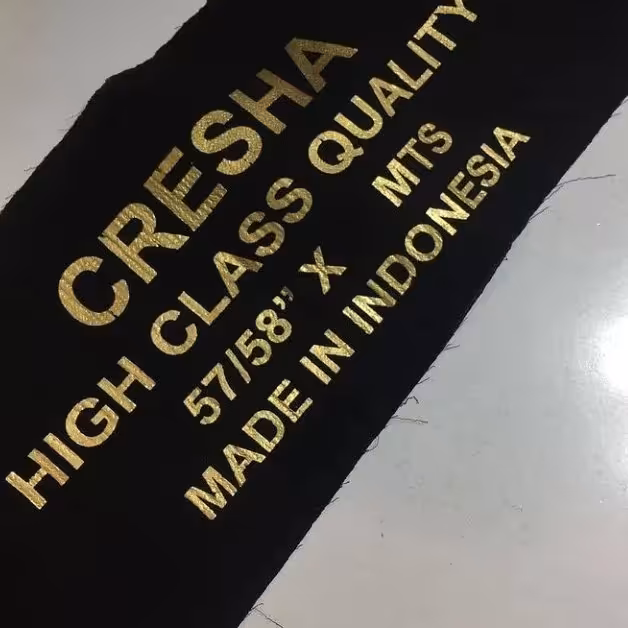 CRESHA
HIGH CLASS QUALITY
57/58” X MTS
MADE IN INDONESIA